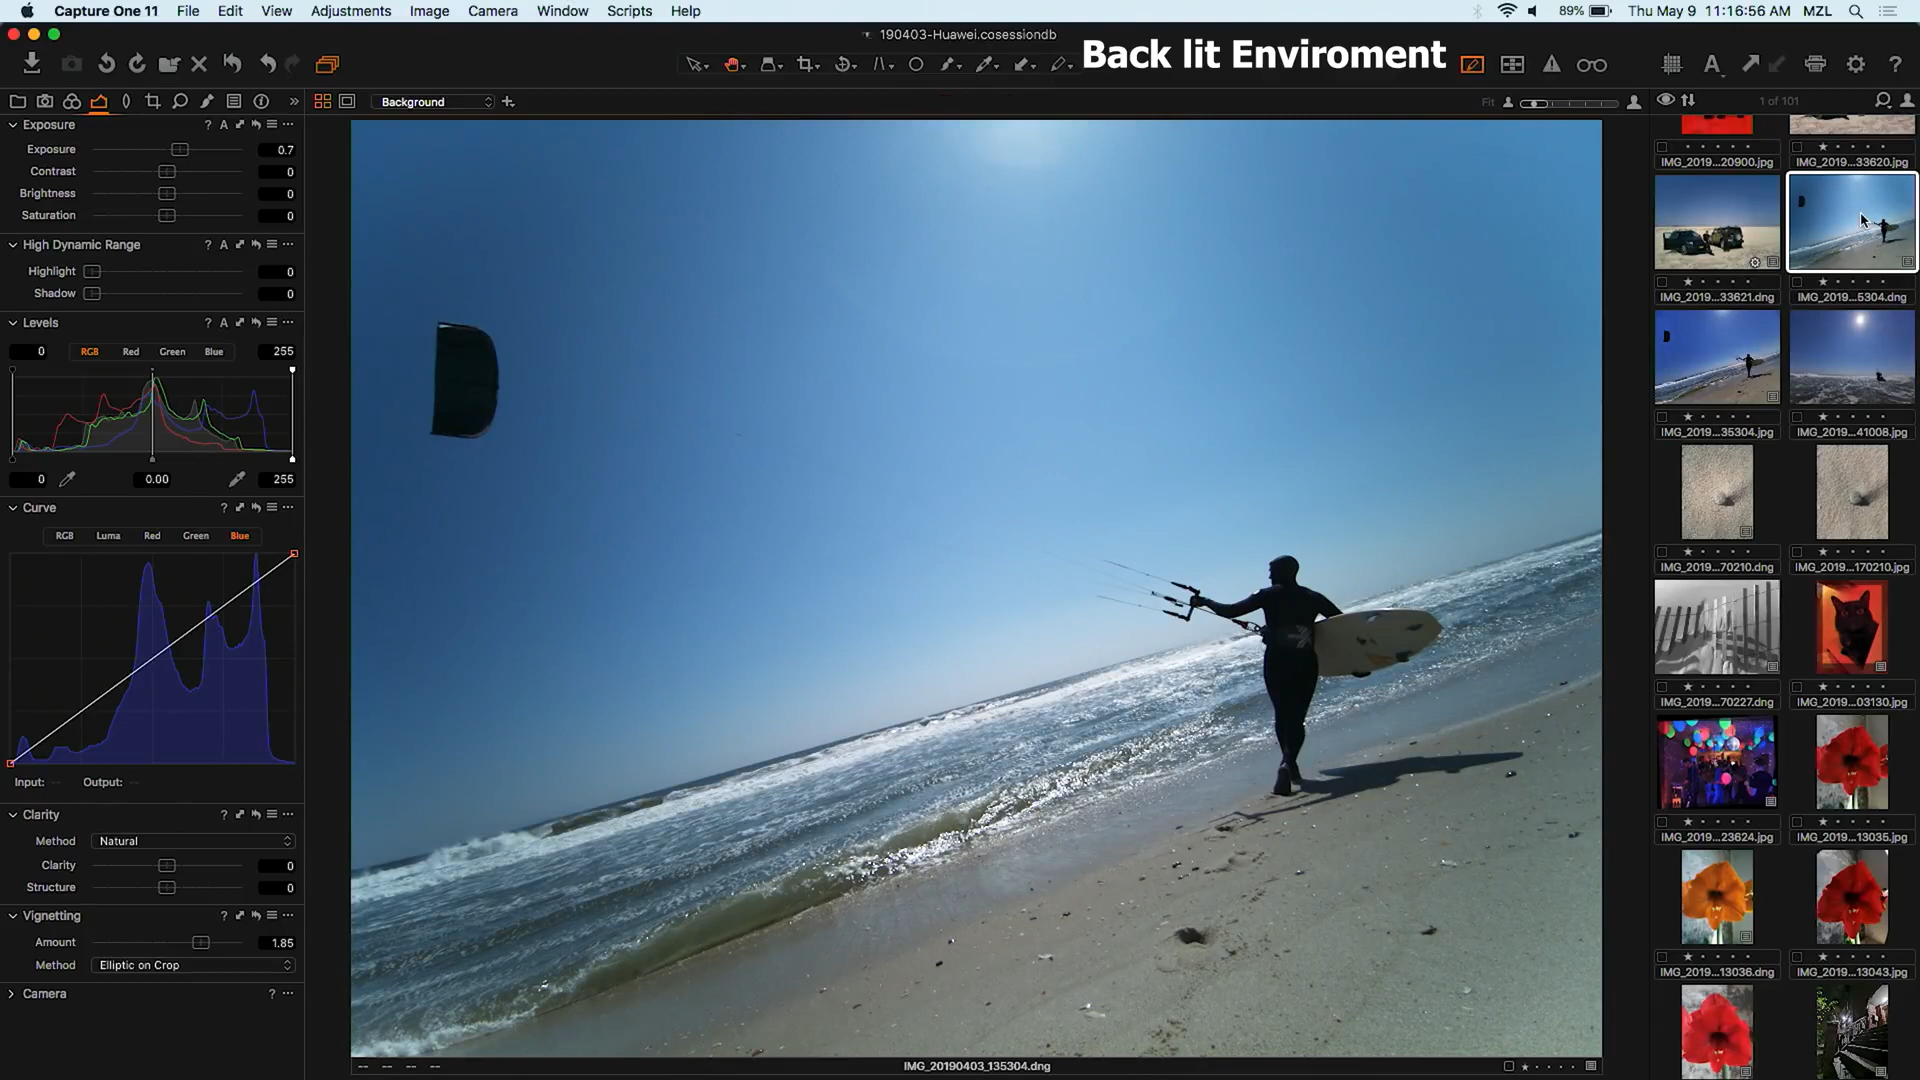 Capture One 11 File Edit View Adjustments Image Camera Window Scripts Help 89% Thu May 9 11:16:56 AM MZL
190403-Huawei.cosessiondb
Back lit Enviroment
Background
Fit
1 of 101
Exposure
Exposure 0.7
Contrast 0
Brightness 0
Saturation 0
High Dynamic Range
Highlight 0
Shadow 0
Levels
0 RGB Red Green Blue 255
0 0.00 255
Curve
RGB Luma Red Green Blue
Input: -- Output: --
Clarity
Method Natural
Clarity 0
Structure 0
Vignetting
Amount 1.85
Method Elliptic on Crop
Camera
IMG_20190403_135304.dng
IMG_2019...20900.jpg IMG_2019...33620.jpg
IMG_2019...33621.dng IMG_2019...5304.dng
IMG_2019...35304.jpg IMG_2019...41008.jpg
IMG_2019...70210.dng IMG_2019...170210.jpg
IMG_2019...70227.dng IMG_2019...03130.jpg
IMG_2019...23624.jpg IMG_2019...13035.jpg
IMG_2019...13036.dng IMG_2019...13043.jpg